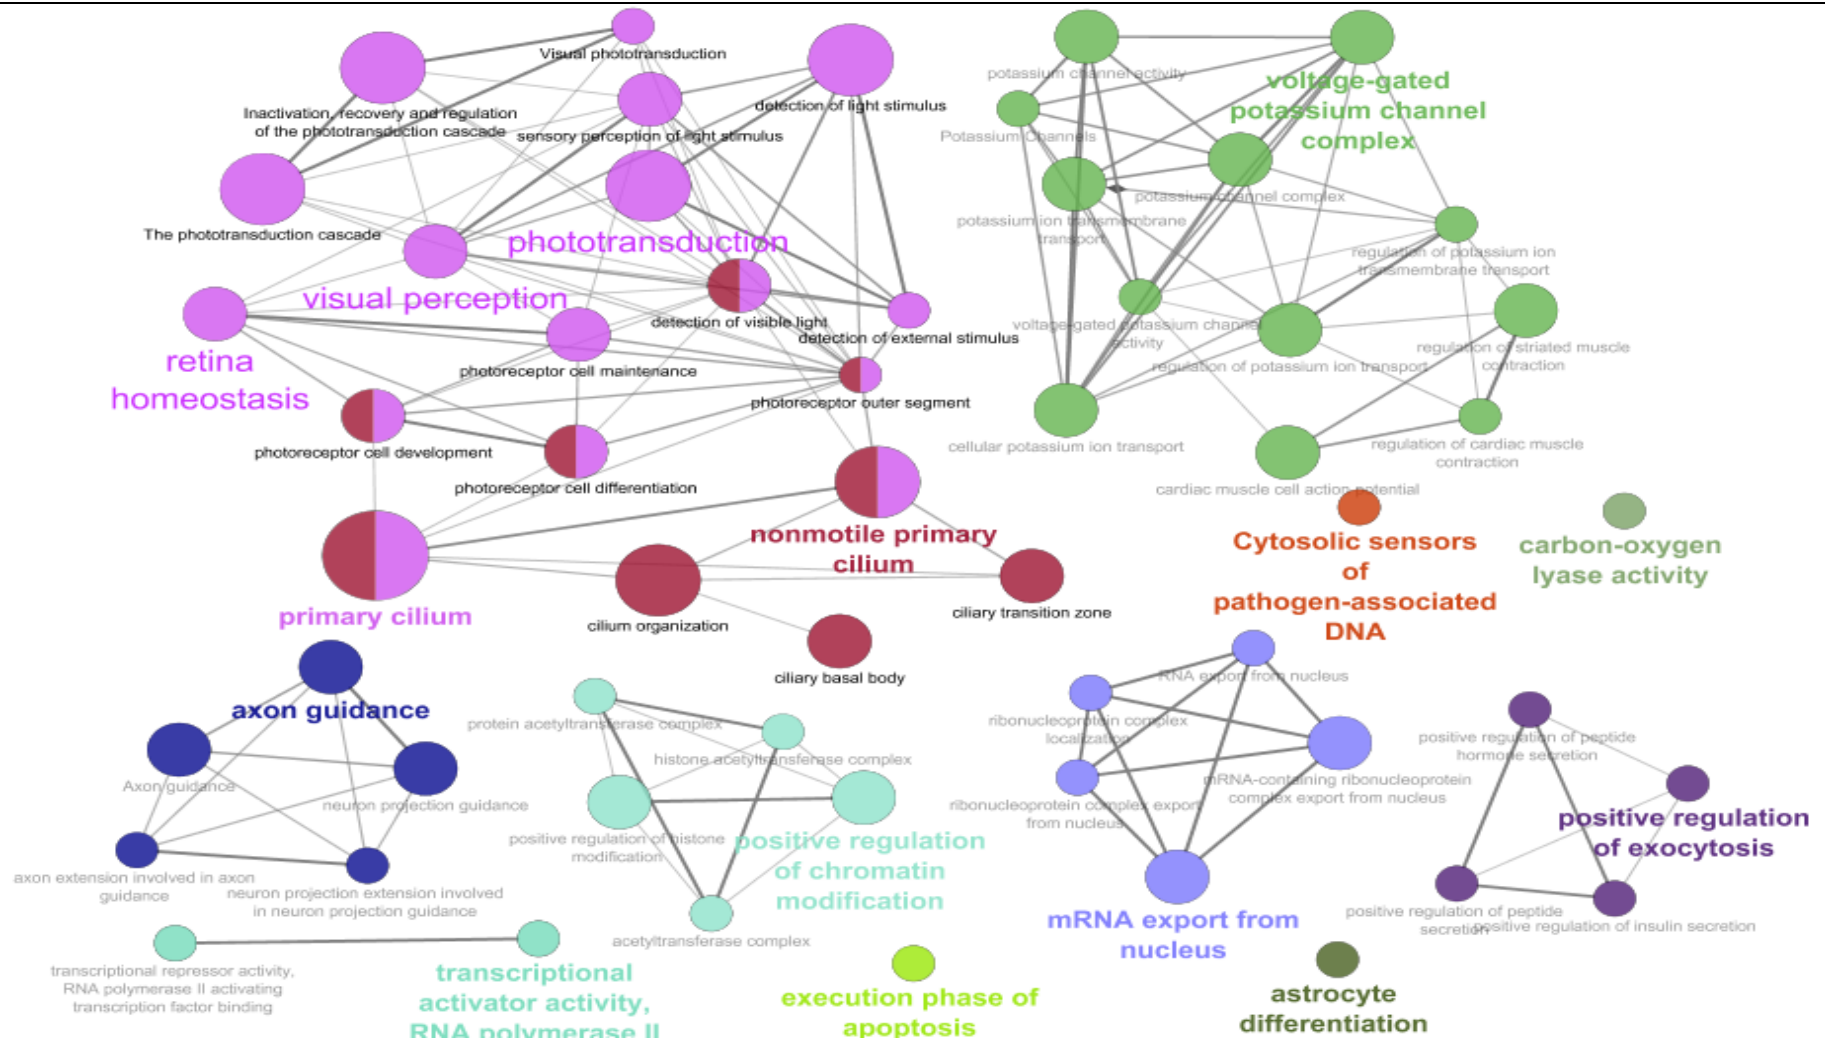 Visual phototransduction
Inactivation, recovery and regulation
of the phototransduction cascade
sensory perception of light stimulus
detection of light stimulus
The phototransduction cascade
phototransduction
visual perception
detection of visible light
detection of external stimulus
retina
homeostasis
photoreceptor cell maintenance
photoreceptor outer segment
photoreceptor cell development
photoreceptor cell differentiation
nonmotile primary
cilium
primary cilium
cilium organization
ciliary transition zone
ciliary basal body
potassium channel activity
voltage-gated
potassium channel
complex
Potassium Channels
potassium channel complex
potassium ion transmembrane
transport
regulation of potassium ion
transmembrane transport
voltage-gated potassium channel
activity
regulation of potassium ion transport
regulation of striated muscle
contraction
cellular potassium ion transport
regulation of cardiac muscle
contraction
cardiac muscle cell action potential
Cytosolic sensors
of
pathogen-associated
DNA
carbon-oxygen
lyase activity
axon guidance
Axon guidance
neuron projection guidance
axon extension involved in axon
guidance
neuron projection extension involved
in neuron projection guidance
protein acetyltransferase complex
histone acetyltransferase complex
positive regulation of histone
modification
positive regulation
of chromatin
modification
acetyltransferase complex
RNA export from nucleus
ribonucleoprotein complex
localization
mRNA-containing ribonucleoprotein
complex export from nucleus
ribonucleoprotein complex export
from nucleus
mRNA export from
nucleus
positive regulation of peptide
hormone secretion
positive regulation
of exocytosis
positive regulation of peptide
secretion
positive regulation of insulin secretion
transcriptional repressor activity,
RNA polymerase II activating
transcription factor binding
transcriptional
activator activity,
RNA polymerase II
execution phase of
apoptosis
astrocyte
differentiation